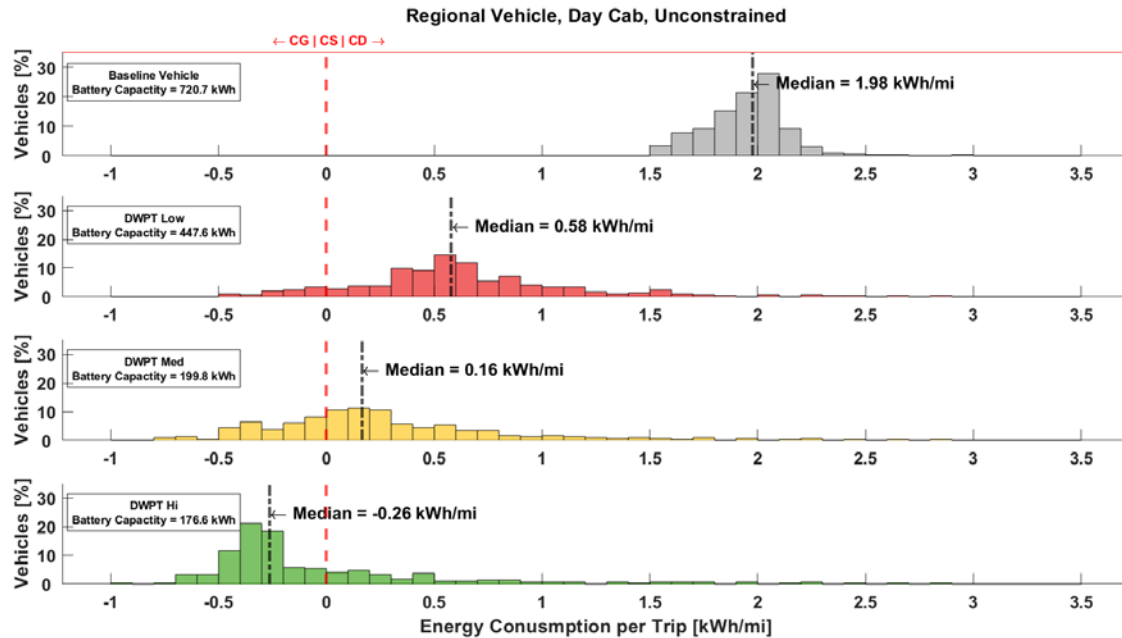 Regional Vehicle, Day Cab, Unconstrained
← CG | CS | CD →
Vehicles [%]
30
20
10
0
Baseline Vehicle
Battery Capactity = 720.7 kWh
← Median = 1.98 kWh/mi
-1 -0.5 0 0.5 1 1.5 2 2.5 3 3.5
Vehicles [%]
30
20
10
0
DWPT Low
Battery Capacity = 447.6 kWh
← Median = 0.58 kWh/mi
-1 -0.5 0 0.5 1 1.5 2 2.5 3 3.5
Vehicles [%]
30
20
10
0
DWPT Med
Battery Capacity = 199.8 kWh
← Median = 0.16 kWh/mi
-1 -0.5 0 0.5 1 1.5 2 2.5 3 3.5
Vehicles [%]
30
20
10
0
DWPT Hi
Battery Capacity = 176.6 kWh
← Median = -0.26 kWh/mi
-1 -0.5 0 0.5 1 1.5 2 2.5 3 3.5
Energy Conusmption per Trip [kWh/mi]